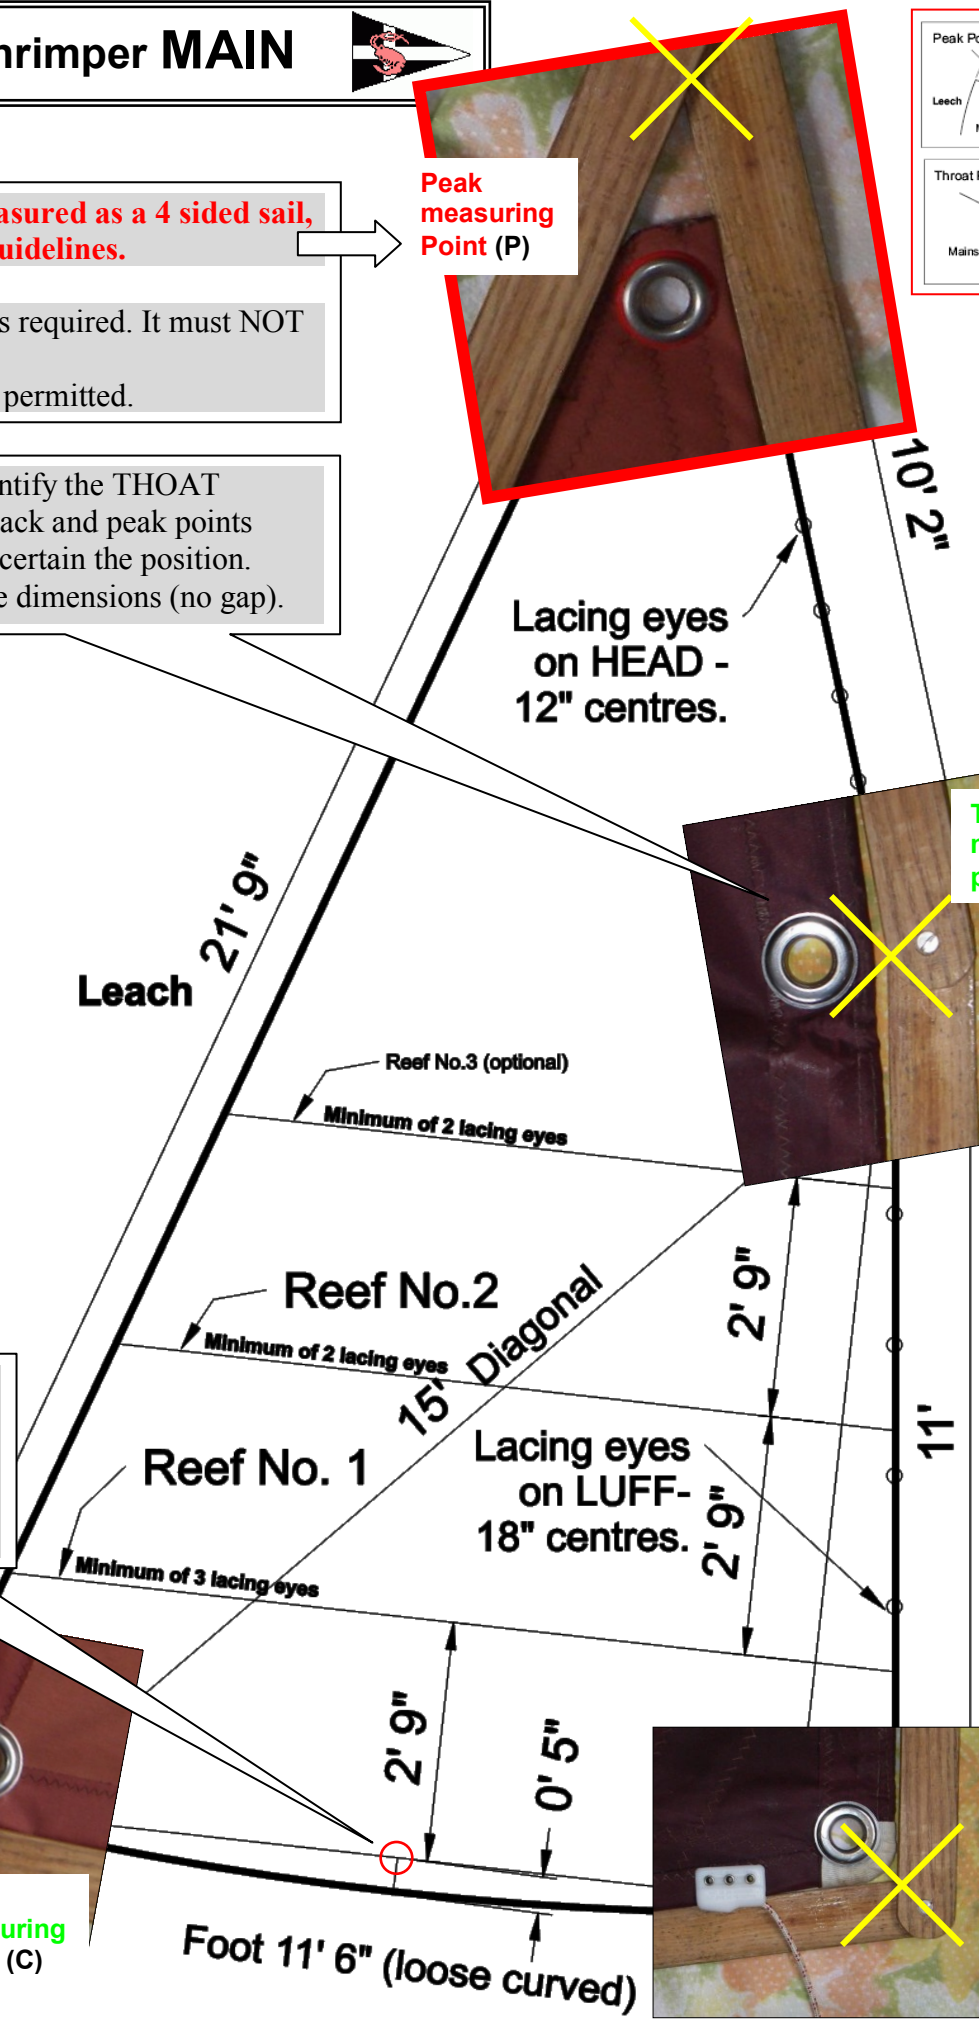 hrimper MAIN
Peak Po
Leech
Throat
Mains
asured as a 4 sided sail,
uidelines.
s required. It must NOT
permitted.
Peak
measuring
Point (P)
ntify the THOAT
ack and peak points
certain the position.
e dimensions (no gap).
10' 2"
Lacing eyes
on HEAD -
12" centres.
21' 9"
Leach
Reef No.3 (optional)
Minimum of 2 lacing eyes
Reef No.2
Minimum of 2 lacing eyes
15' Diagonal
2' 9"
11'
Reef No. 1
Lacing eyes
on LUFF-
18" centres.
2' 9"
Minimum of 3 lacing eyes
2' 9"
0' 5"
uring
(C)
Foot 11' 6" (loose curved)